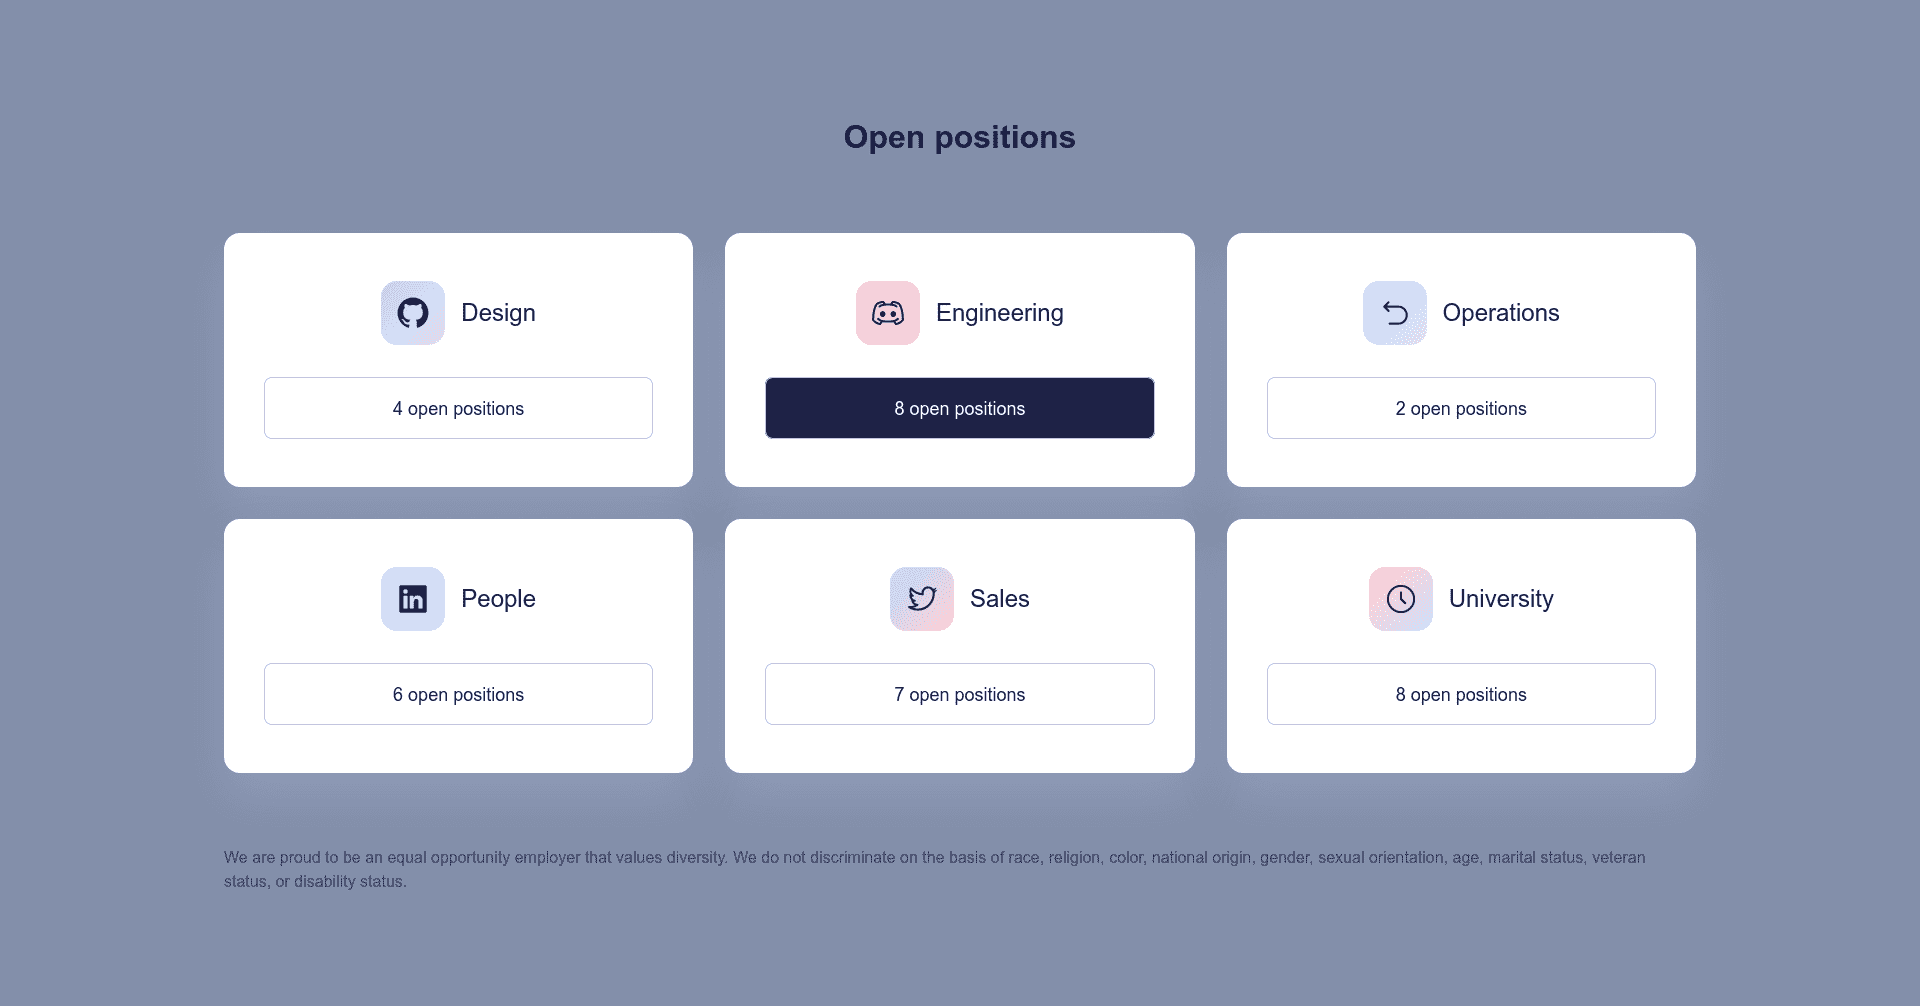 Open positions
Design
Engineering
Operations
4 open positions
8 open positions
2 open positions
People
Sales
University
6 open positions
7 open positions
8 open positions
We are proud to be an equal opportunity employer that values diversity. We do not discriminate on the basis of race, religion, color, national origin, gender, sexual orientation, age, marital status, veteran
status, or disability status.